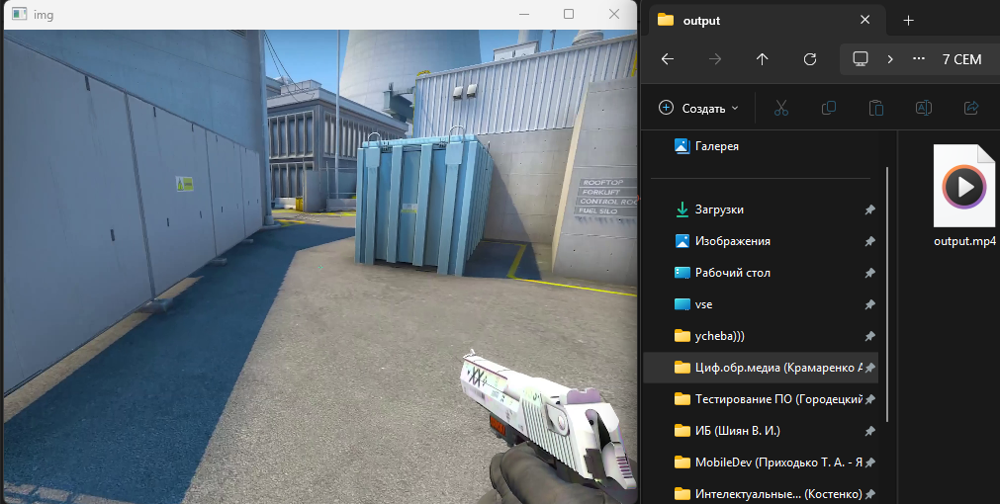 img
output
7 СЕМ
Создать
Галерея
Загрузки
Изображения
Рабочий стол
vse
ycheba)))
Циф.обр.медиа (Крамаренко А
Тестирование ПО (Городецкий
ИБ (Шиян В. И.)
MobileDev (Приходько Т. А. - Я
Интелектуальные... (Костенко)
output.mp4
ROOFTOP
FORKLIFT
CONTROL ROO
FUEL SILO
XX